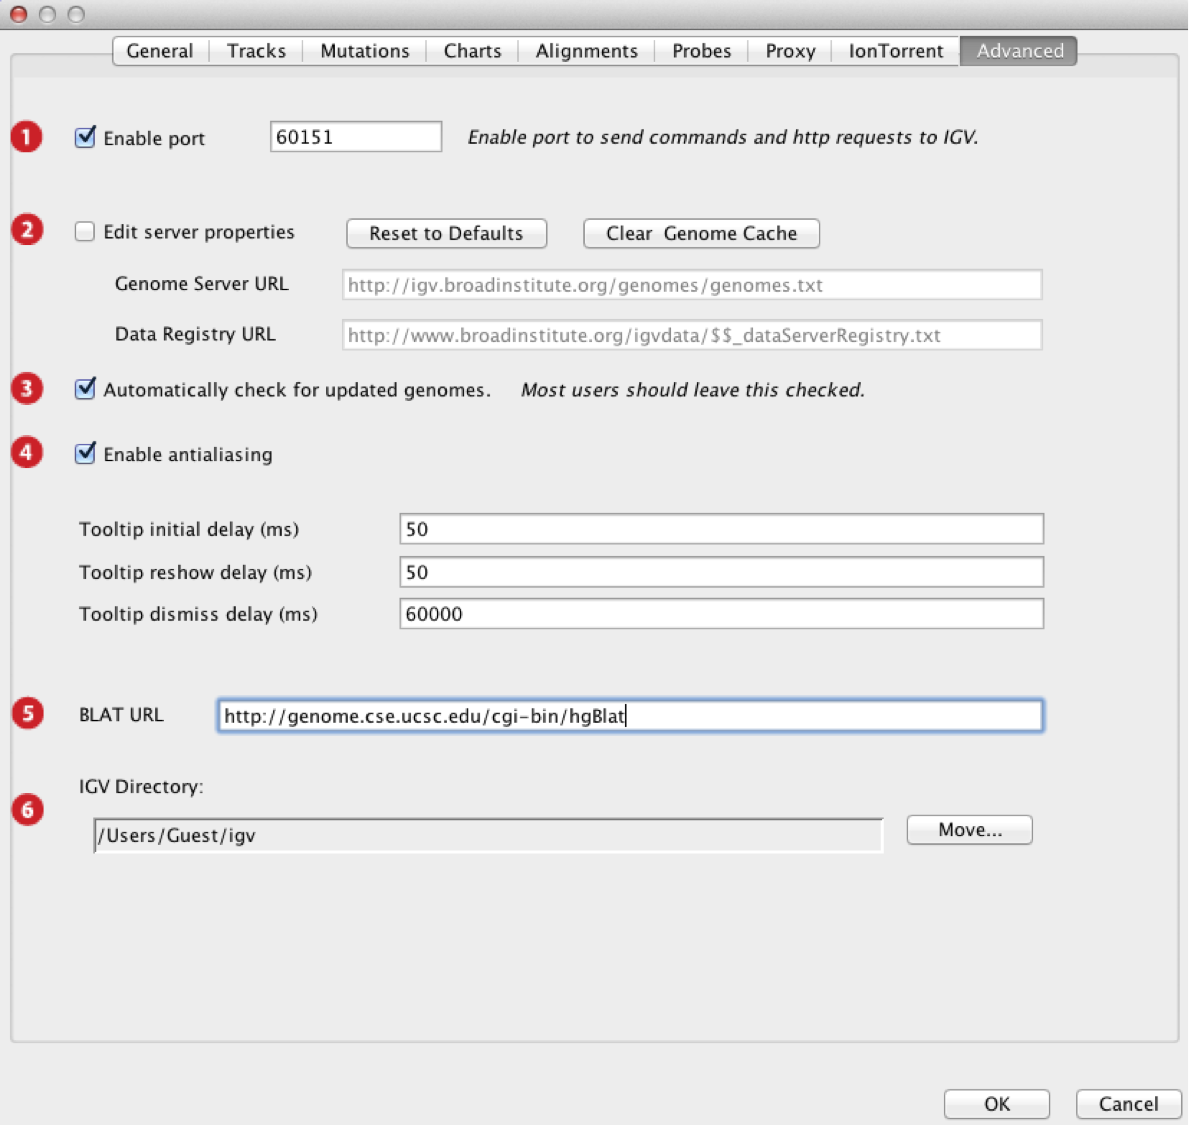 General Tracks Mutations Charts Alignments Probes Proxy IonTorrent Advanced
1 Enable port 60151 Enable port to send commands and http requests to IGV.
2 Edit server properties Reset to Defaults Clear Genome Cache
Genome Server URL http://igv.broadinstitute.org/genomes/genomes.txt
Data Registry URL http://www.broadinstitute.org/igvdata/$$_dataServerRegistry.txt
3 Automatically check for updated genomes. Most users should leave this checked.
4 Enable antialiasing
Tooltip initial delay (ms) 50
Tooltip reshow delay (ms) 50
Tooltip dismiss delay (ms) 60000
5 BLAT URL http://genome.cse.ucsc.edu/cgi-bin/hgBlat
IGV Directory:
6 /Users/Guest/igv Move...
OK Cancel